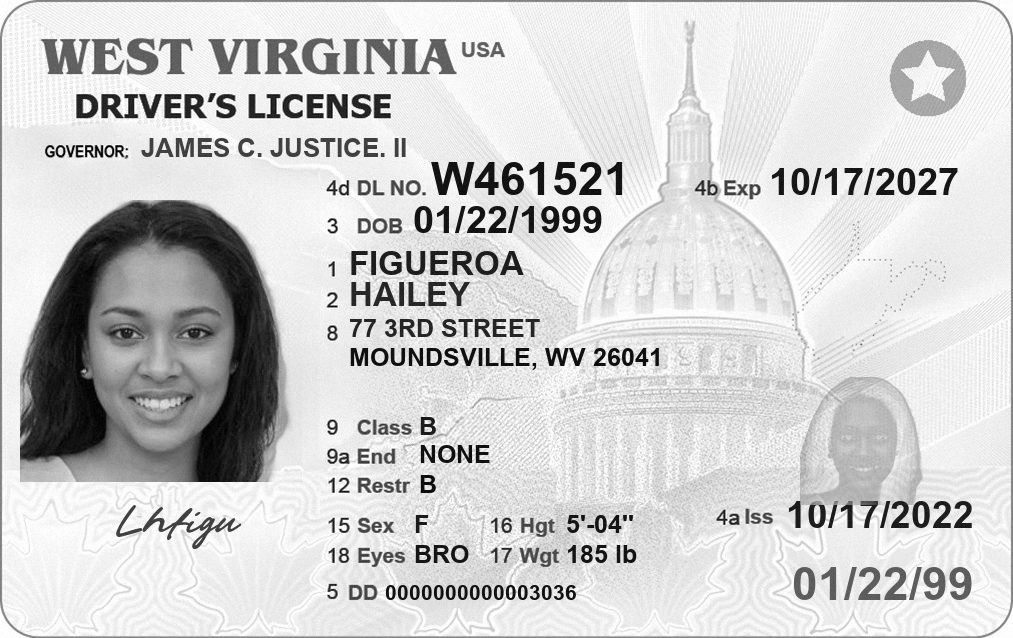 WEST VIRGINIA USA
DRIVER'S LICENSE
GOVERNOR: JAMES C. JUSTICE. II
4d DL NO. W461521 4b Exp 10/17/2027
3 DOB 01/22/1999
1 FIGUEROA
2 HAILEY
8 77 3RD STREET
MOUNDSVILLE, WV 26041
9 Class B
9a End NONE
12 Restr B
15 Sex F 16 Hgt 5'-04"
4a Iss 10/17/2022
Lhfigu
18 Eyes BRO 17 Wgt 185 lb
5 DD 0000000000003036
01/22/99